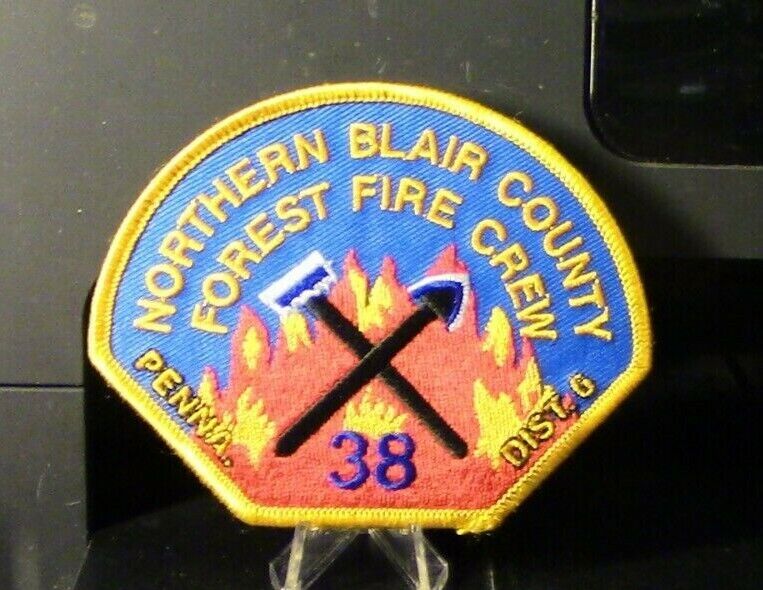 NORTHERN BLAIR COUNTY
FOREST FIRE CREW
PENNA.
DIST. 6
38